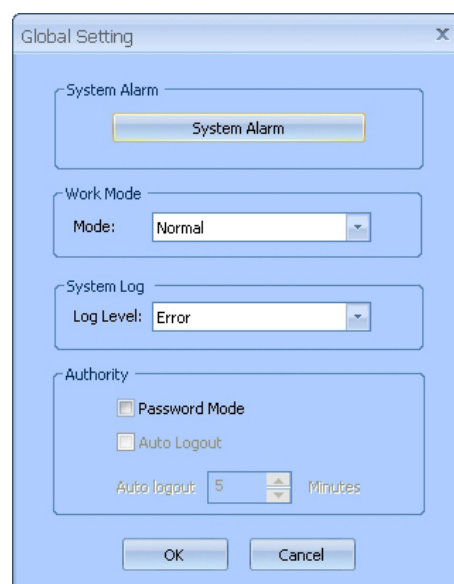 Global Setting
System Alarm
System Alarm
Work Mode
Mode: Normal
System Log
Log Level: Error
Authority
Password Mode
Auto Logout
Auto logout 5 Minutes
OK Cancel